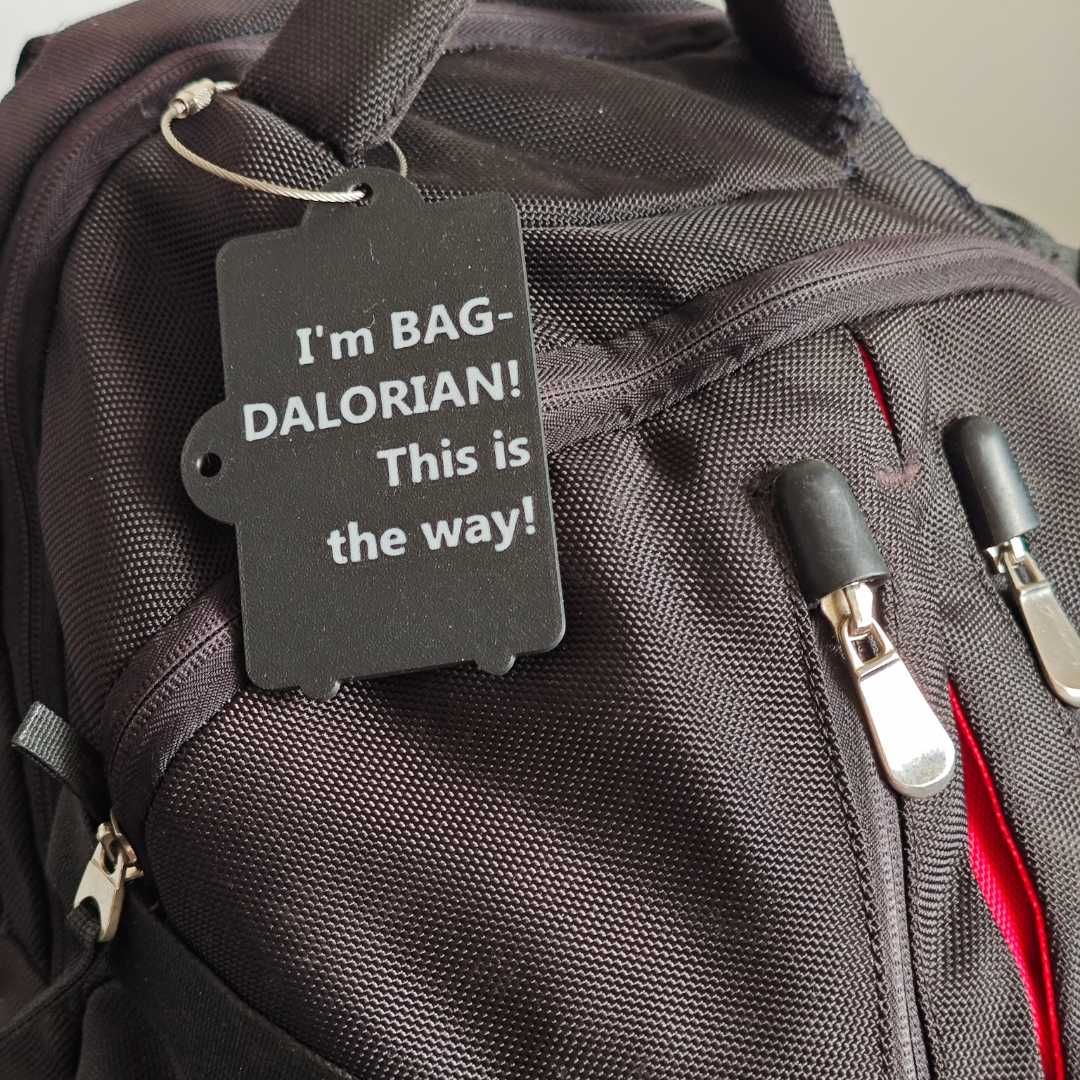 I'm BAG-
DALORIAN!
This is
the way!